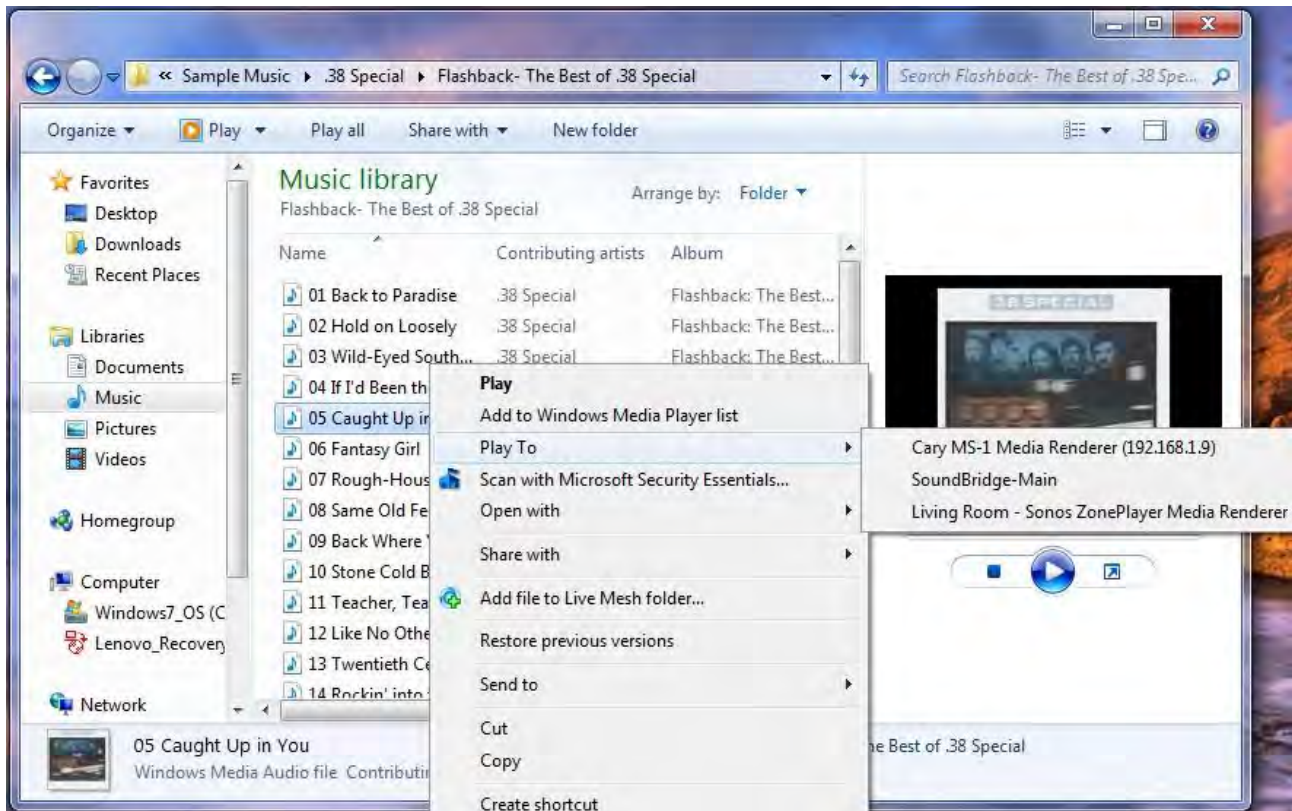 « Sample Music ▸ .38 Special ▸ Flashback- The Best of .38 Special
Search Flashback- The Best of .38 Spe...
Organize Play Play all Share with New folder
Favorites
Desktop
Downloads
Recent Places
Libraries
Documents
Music
Pictures
Videos
Homegroup
Computer
Windows7_OS (C
Lenovo_Recovery
Network
Music library
Flashback- The Best of .38 Special
Arrange by: Folder
Name Contributing artists Album
01 Back to Paradise .38 Special Flashback: The Best...
02 Hold on Loosely .38 Special Flashback: The Best...
03 Wild-Eyed South... .38 Special Flashback: The Best...
04 If I'd Been th
05 Caught Up in
06 Fantasy Girl
07 Rough-Hous
08 Same Old Fe
09 Back Where
10 Stone Cold B
11 Teacher, Tea
12 Like No Othe
13 Twentieth Ce
14 Rockin' into
Play
Add to Windows Media Player list
Play To
Scan with Microsoft Security Essentials...
Open with
Share with
Add file to Live Mesh folder...
Restore previous versions
Send to
Cut
Copy
Create shortcut
Cary MS-1 Media Renderer (192.168.1.9)
SoundBridge-Main
Living Room - Sonos ZonePlayer Media Renderer
38 SPECIAL
05 Caught Up in You
Windows Media Audio file Contributi
he Best of .38 Special